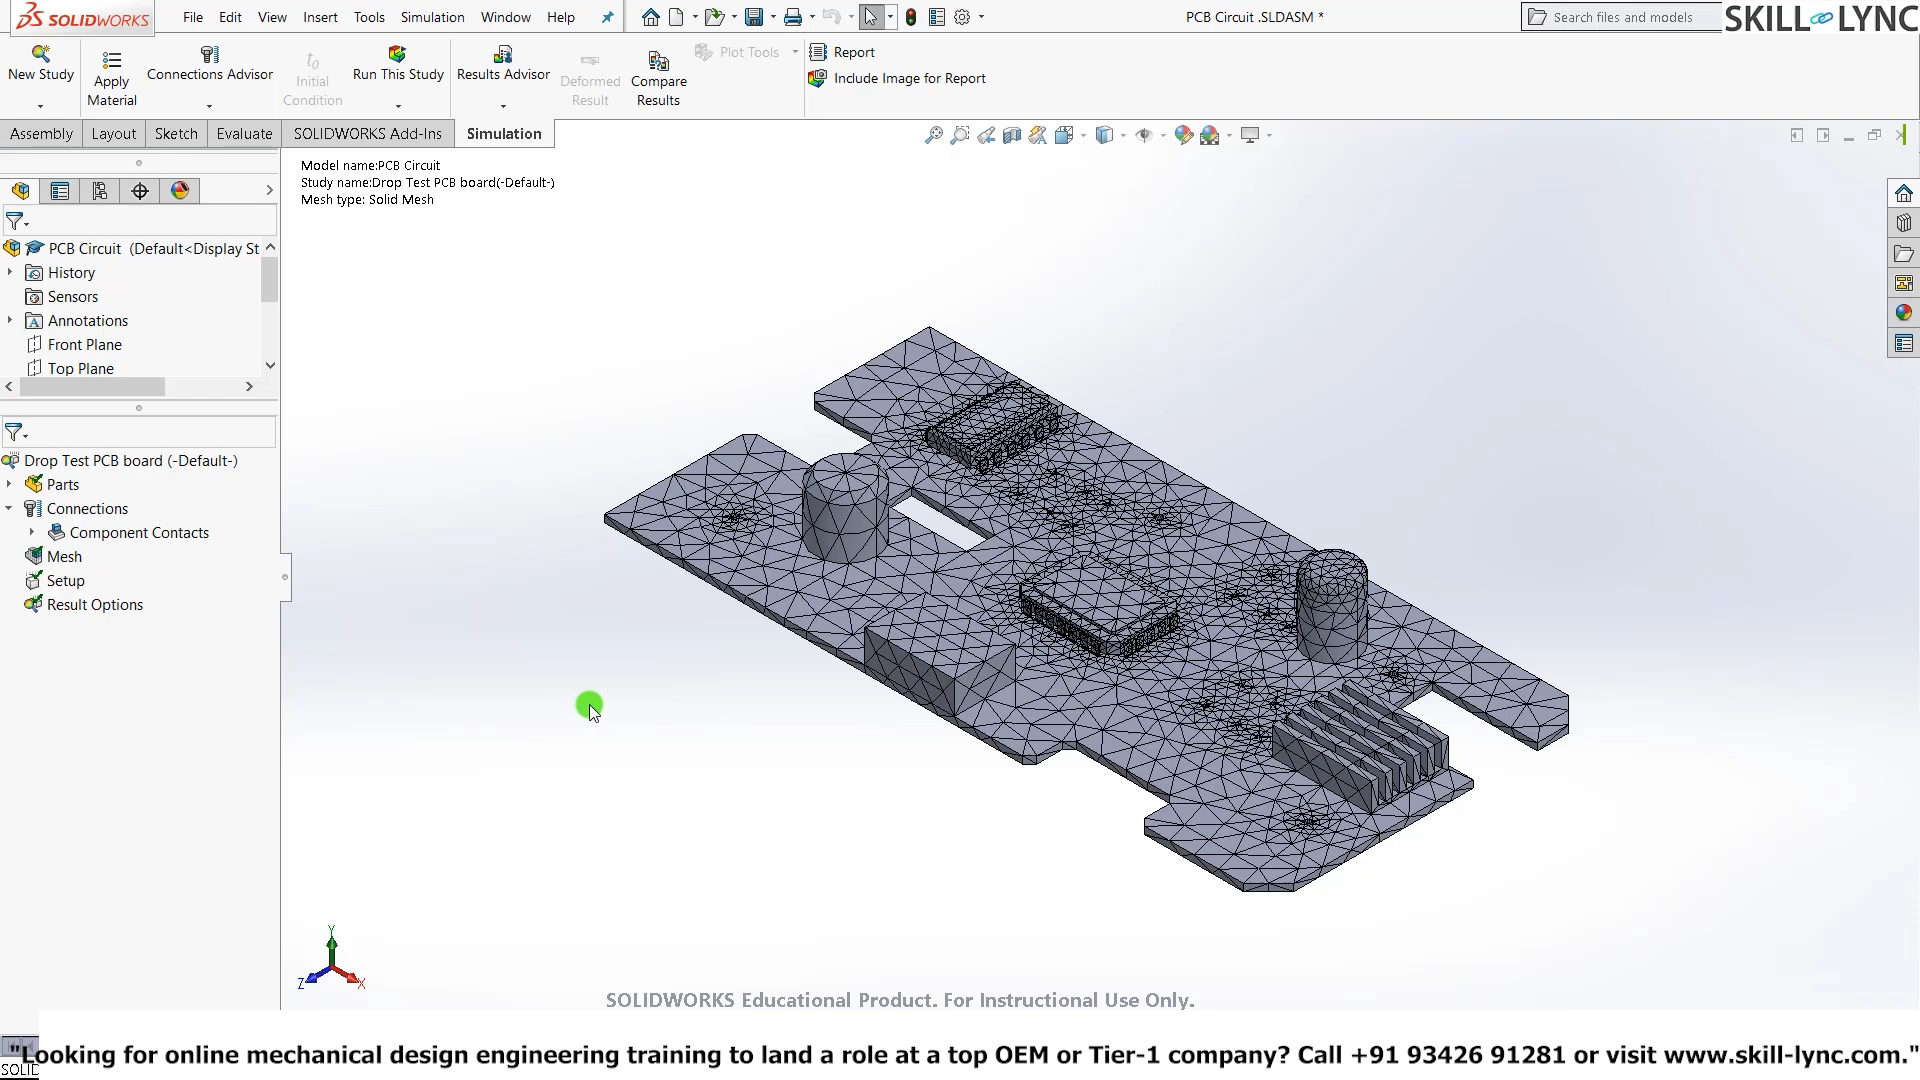 SOLIDWORKS
File Edit View Insert Tools Simulation Window Help
PCB Circuit .SLDASM *
Search files and models
SKILL LYNC
New Study
Apply
Material
Connections Advisor
t0
Initial
Condition
Run This Study
Results Advisor
Deformed
Result
Compare
Results
Plot Tools
Report
Include Image for Report
Assembly Layout Sketch Evaluate SOLIDWORKS Add-Ins Simulation
Model name:PCB Circuit
Study name:Drop Test PCB board(-Default-)
Mesh type: Solid Mesh
PCB Circuit (Default<Display St
History
Sensors
A Annotations
Front Plane
Top Plane
Drop Test PCB board (-Default-)
Parts
Connections
Component Contacts
Mesh
Setup
Result Options
Y
Z
X
SOLIDWORKS Educational Product. For Instructional Use Only.
Looking for online mechanical design engineering training to land a role at a top OEM or Tier-1 company? Call +91 93426 91281 or visit www.skill-lync.com."
SOLID